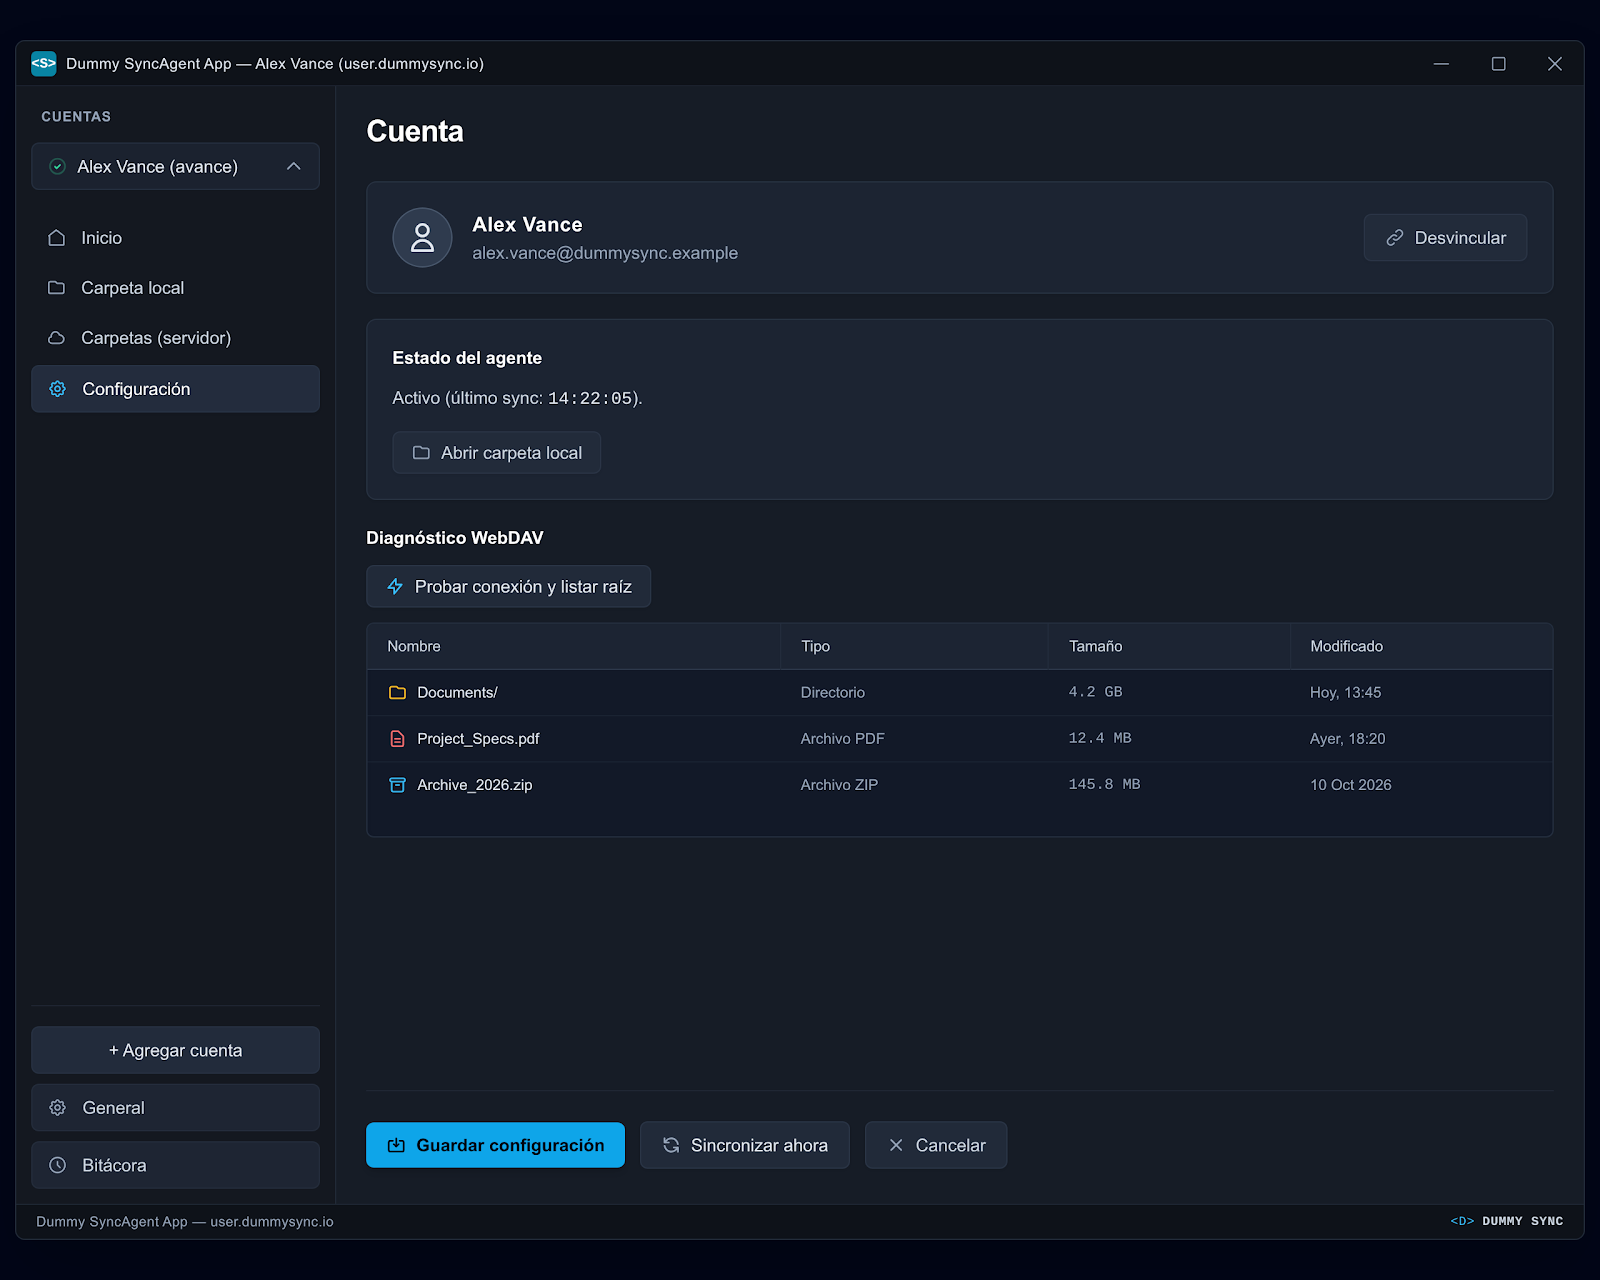 <S> Dummy SyncAgent App — Alex Vance (user.dummysync.io)
CUENTAS
Alex Vance (avance)
Inicio
Carpeta local
Carpetas (servidor)
Configuración
+ Agregar cuenta
General
Bitácora
Cuenta
Alex Vance
alex.vance@dummysync.example
Desvincular
Estado del agente
Activo (último sync: 14:22:05).
Abrir carpeta local
Diagnóstico WebDAV
Probar conexión y listar raíz
Nombre Tipo Tamaño Modificado
Documents/ Directorio 4.2 GB Hoy, 13:45
Project_Specs.pdf Archivo PDF 12.4 MB Ayer, 18:20
Archive_2026.zip Archivo ZIP 145.8 MB 10 Oct 2026
Guardar configuración Sincronizar ahora Cancelar
Dummy SyncAgent App — user.dummysync.io <D> DUMMY SYNC